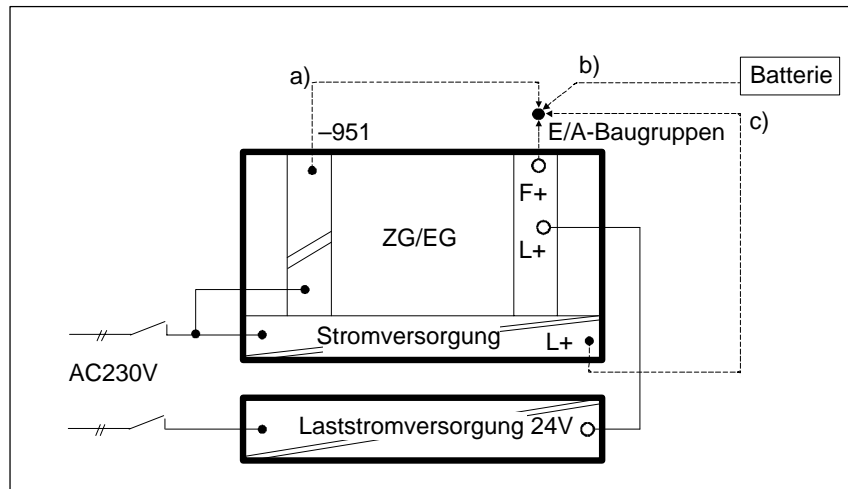 a)
b)
Batterie
–951
E/A-Baugruppen
c)
F+
ZG/EG
L+
Stromversorgung
L+
AC230V
Laststromversorgung 24V